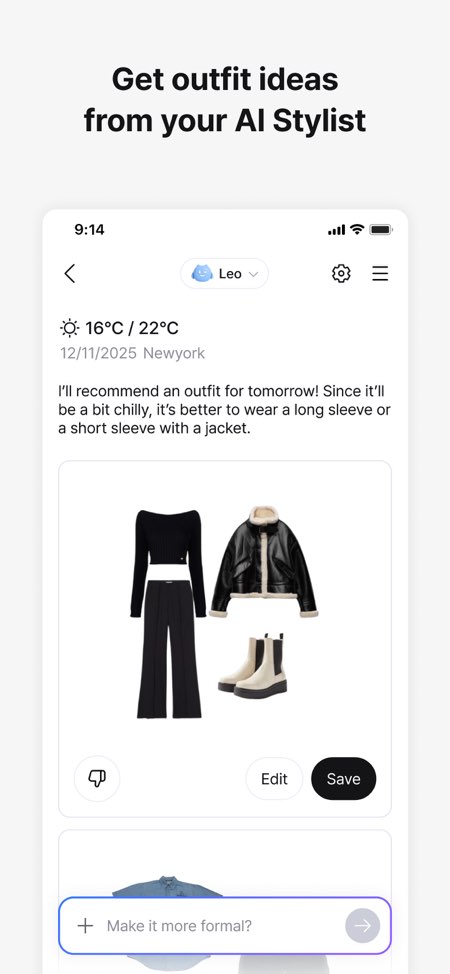 Get outfit ideas
from your AI Stylist
9:14
Leo
16°C / 22°C
12/11/2025 Newyork
I'll recommend an outfit for tomorrow! Since it'll
be a bit chilly, it's better to wear a long sleeve or
a short sleeve with a jacket.
Edit
Save
Make it more formal?